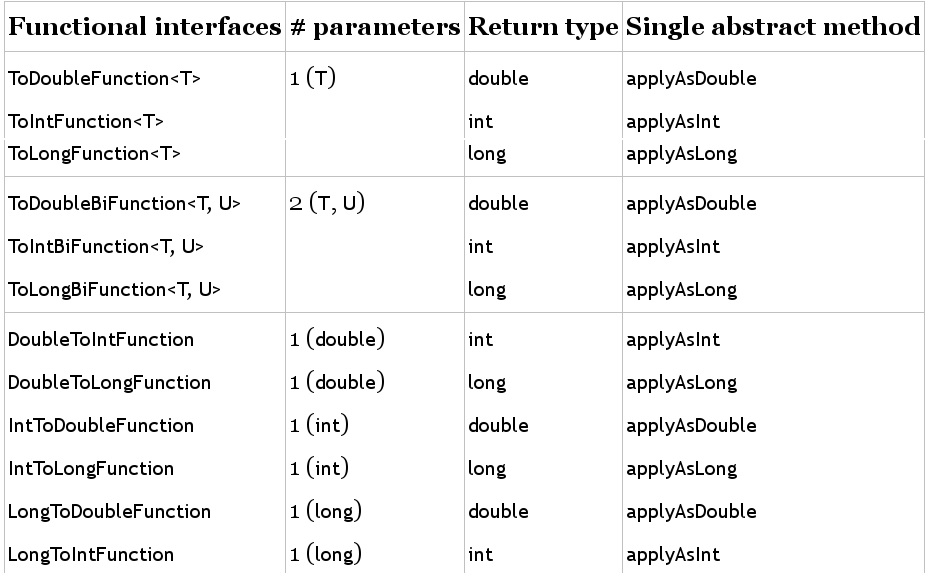 Functional interfaces # parameters Return type Single abstract method
ToDoubleFunction<T> 1 (T) double applyAsDouble
ToIntFunction<T> int applyAsInt
ToLongFunction<T> long applyAsLong
ToDoubleBiFunction<T, U> 2 (T, U) double applyAsDouble
ToIntBiFunction<T, U> int applyAsInt
ToLongBiFunction<T, U> long applyAsLong
DoubleToIntFunction 1 (double) int applyAsInt
DoubleToLongFunction 1 (double) long applyAsLong
IntToDoubleFunction 1 (int) double applyAsDouble
IntToLongFunction 1 (int) long applyAsLong
LongToDoubleFunction 1 (long) double applyAsDouble
LongToIntFunction 1 (long) int applyAsInt